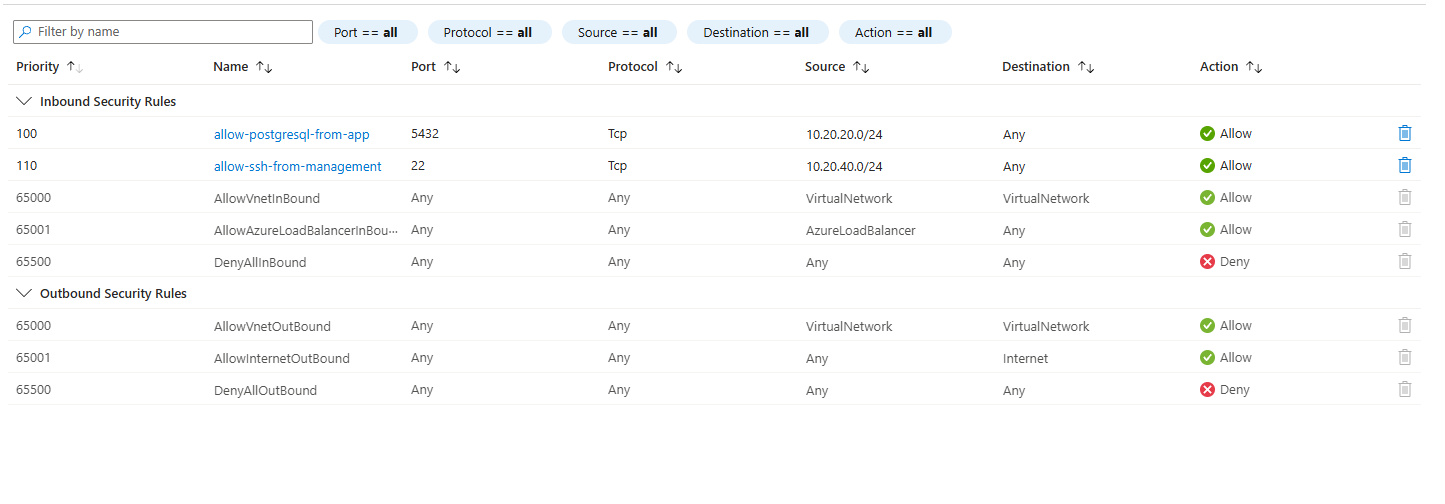 Filter by name Port == all Protocol == all Source == all Destination == all Action == all
Priority Name Port Protocol Source Destination Action
Inbound Security Rules
100 allow-postgresql-from-app 5432 Tcp 10.20.20.0/24 Any Allow
110 allow-ssh-from-management 22 Tcp 10.20.40.0/24 Any Allow
65000 AllowVnetInBound Any Any VirtualNetwork VirtualNetwork Allow
65001 AllowAzureLoadBalancerInBou··· Any Any AzureLoadBalancer Any Allow
65500 DenyAllInBound Any Any Any Any Deny
Outbound Security Rules
65000 AllowVnetOutBound Any Any VirtualNetwork VirtualNetwork Allow
65001 AllowInternetOutBound Any Any Any Internet Allow
65500 DenyAllOutBound Any Any Any Any Deny